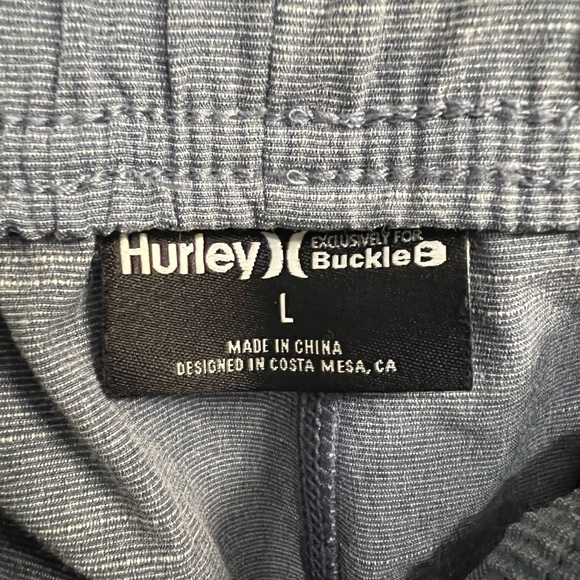 Hurley)( EXCLUSIVELY FOR
Buckle B
L
MADE IN CHINA
DESIGNED IN COSTA MESA, CA